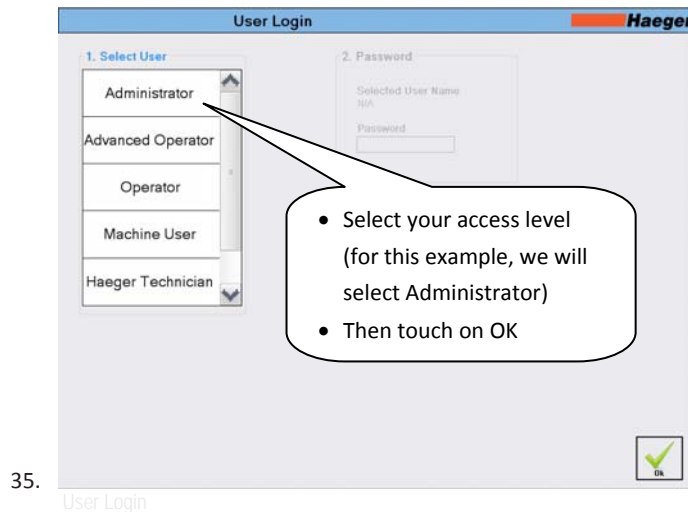 User Login
Haeger
1. Select User
2. Password
Administrator
Advanced Operator
Operator
Machine User
Haeger Technician
Selected User Name
N/A
Password
• Select your access level
(for this example, we will
select Administrator)
• Then touch on OK
Ok
35.
User Login